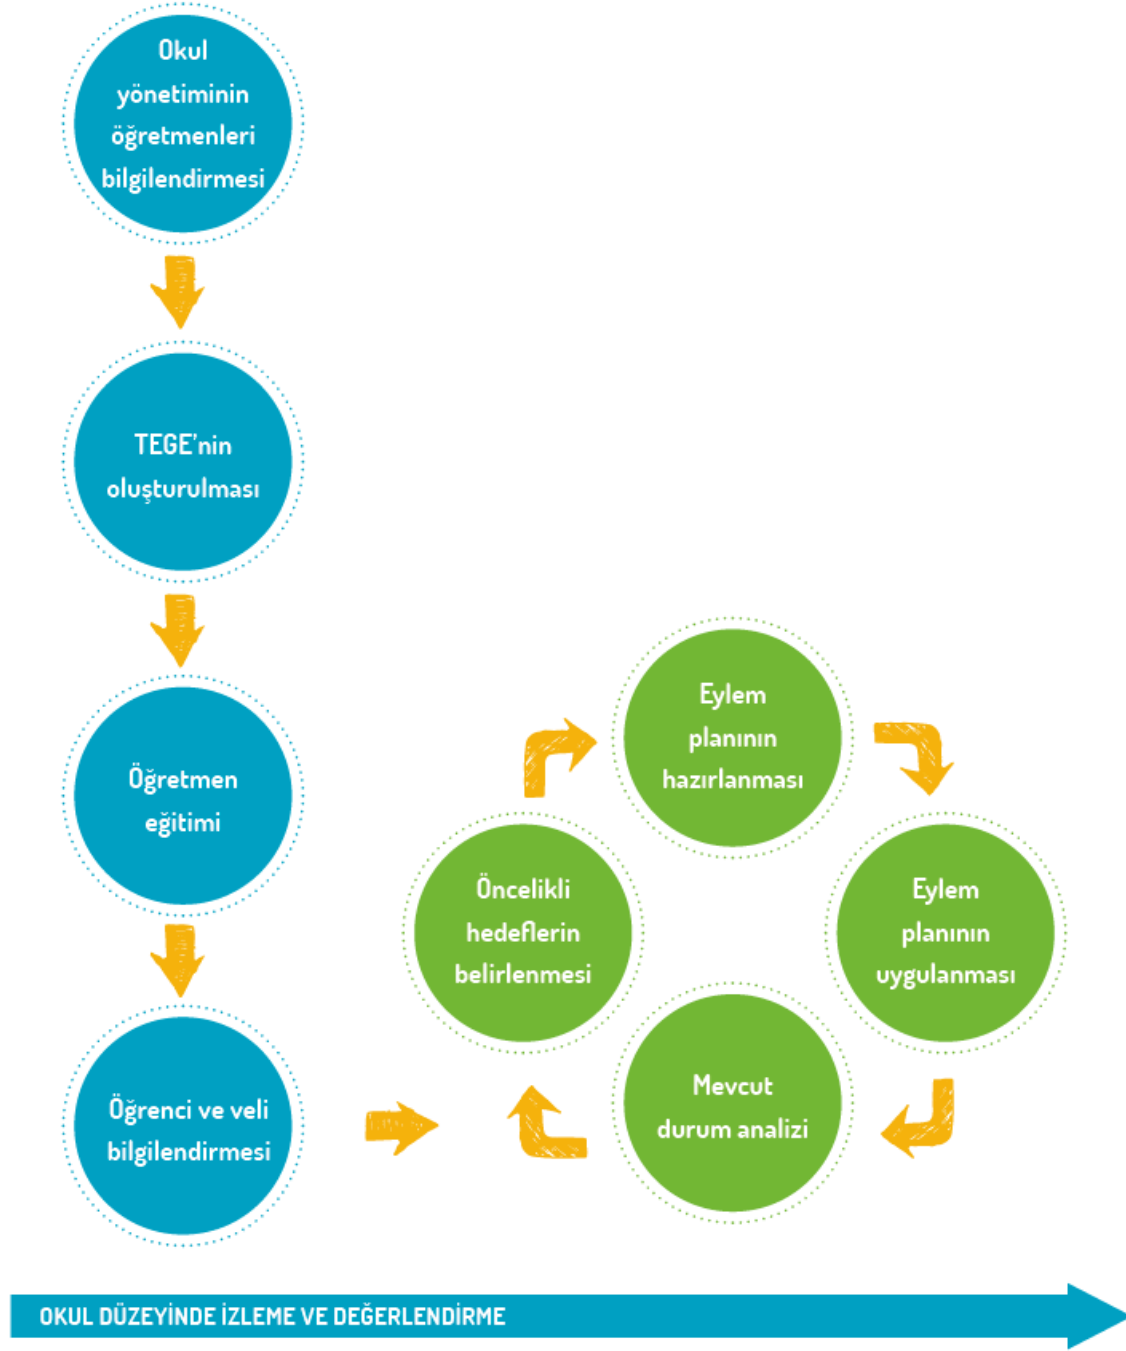 Okul
yönetiminin
öğretmenleri
bilgilendirmesi
TEGE'nin
oluşturulması
Öğretmen
eğitimi
Öğrenci ve veli
bilgilendirmesi
Mevcut
durum analizi
Öncelikli
hedeflerin
belirlenmesi
Eylem
planının
hazırlanması
Eylem
planının
uygulanması
OKUL DÜZEYİNDE İZLEME VE DEĞERLENDİRME